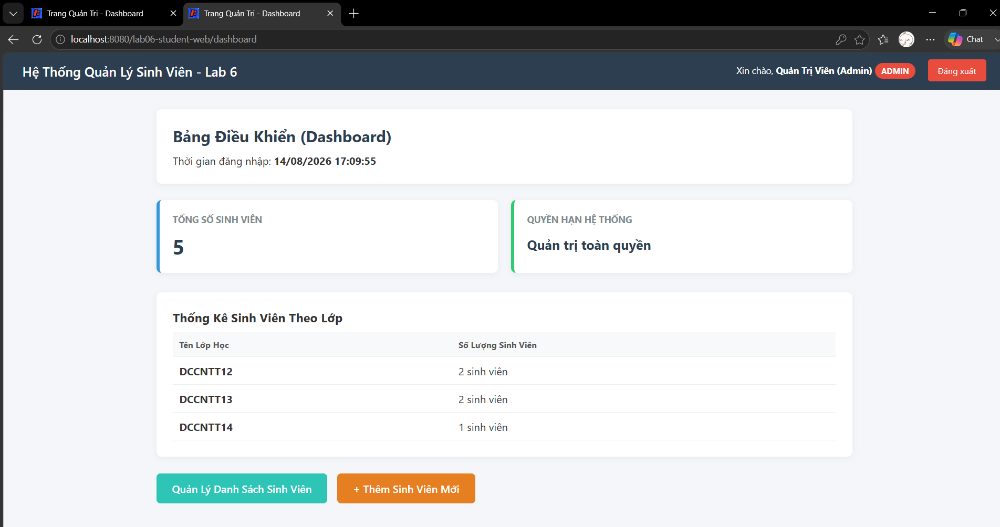 Trang Quản Trị - Dashboard
Trang Quản Trị - Dashboard
localhost:8080/lab06-student-web/dashboard
Chat
Hệ Thống Quản Lý Sinh Viên - Lab 6
Xin chào, Quản Trị Viên (Admin) ADMIN
Đăng xuất
Bảng Điều Khiển (Dashboard)
Thời gian đăng nhập: 14/08/2026 17:09:55
TỔNG SỐ SINH VIÊN
5
QUYỀN HẠN HỆ THỐNG
Quản trị toàn quyền
Thống Kê Sinh Viên Theo Lớp
Tên Lớp Học Số Lượng Sinh Viên
DCCNTT12 2 sinh viên
DCCNTT13 2 sinh viên
DCCNTT14 1 sinh viên
Quản Lý Danh Sách Sinh Viên
+ Thêm Sinh Viên Mới